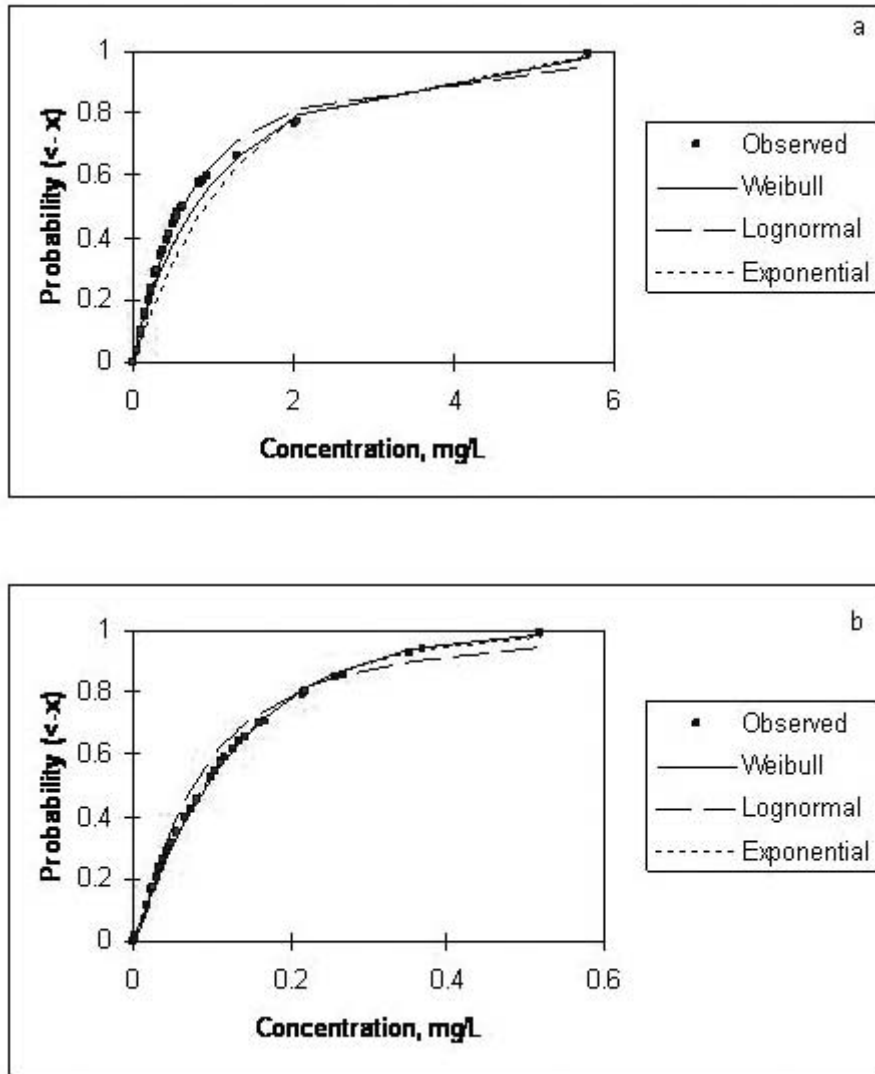 a
Probability (<- x)
1
0.8
0.6
0.4
0.2
0
0 2 4 6
Concentration, mg/L
Observed
Weibull
Lognormal
Exponential
b
Probability (<-x)
1
0.8
0.6
0.4
0.2
0
0 0.2 0.4 0.6
Concentration, mg/L
Observed
Weibull
Lognormal
Exponential